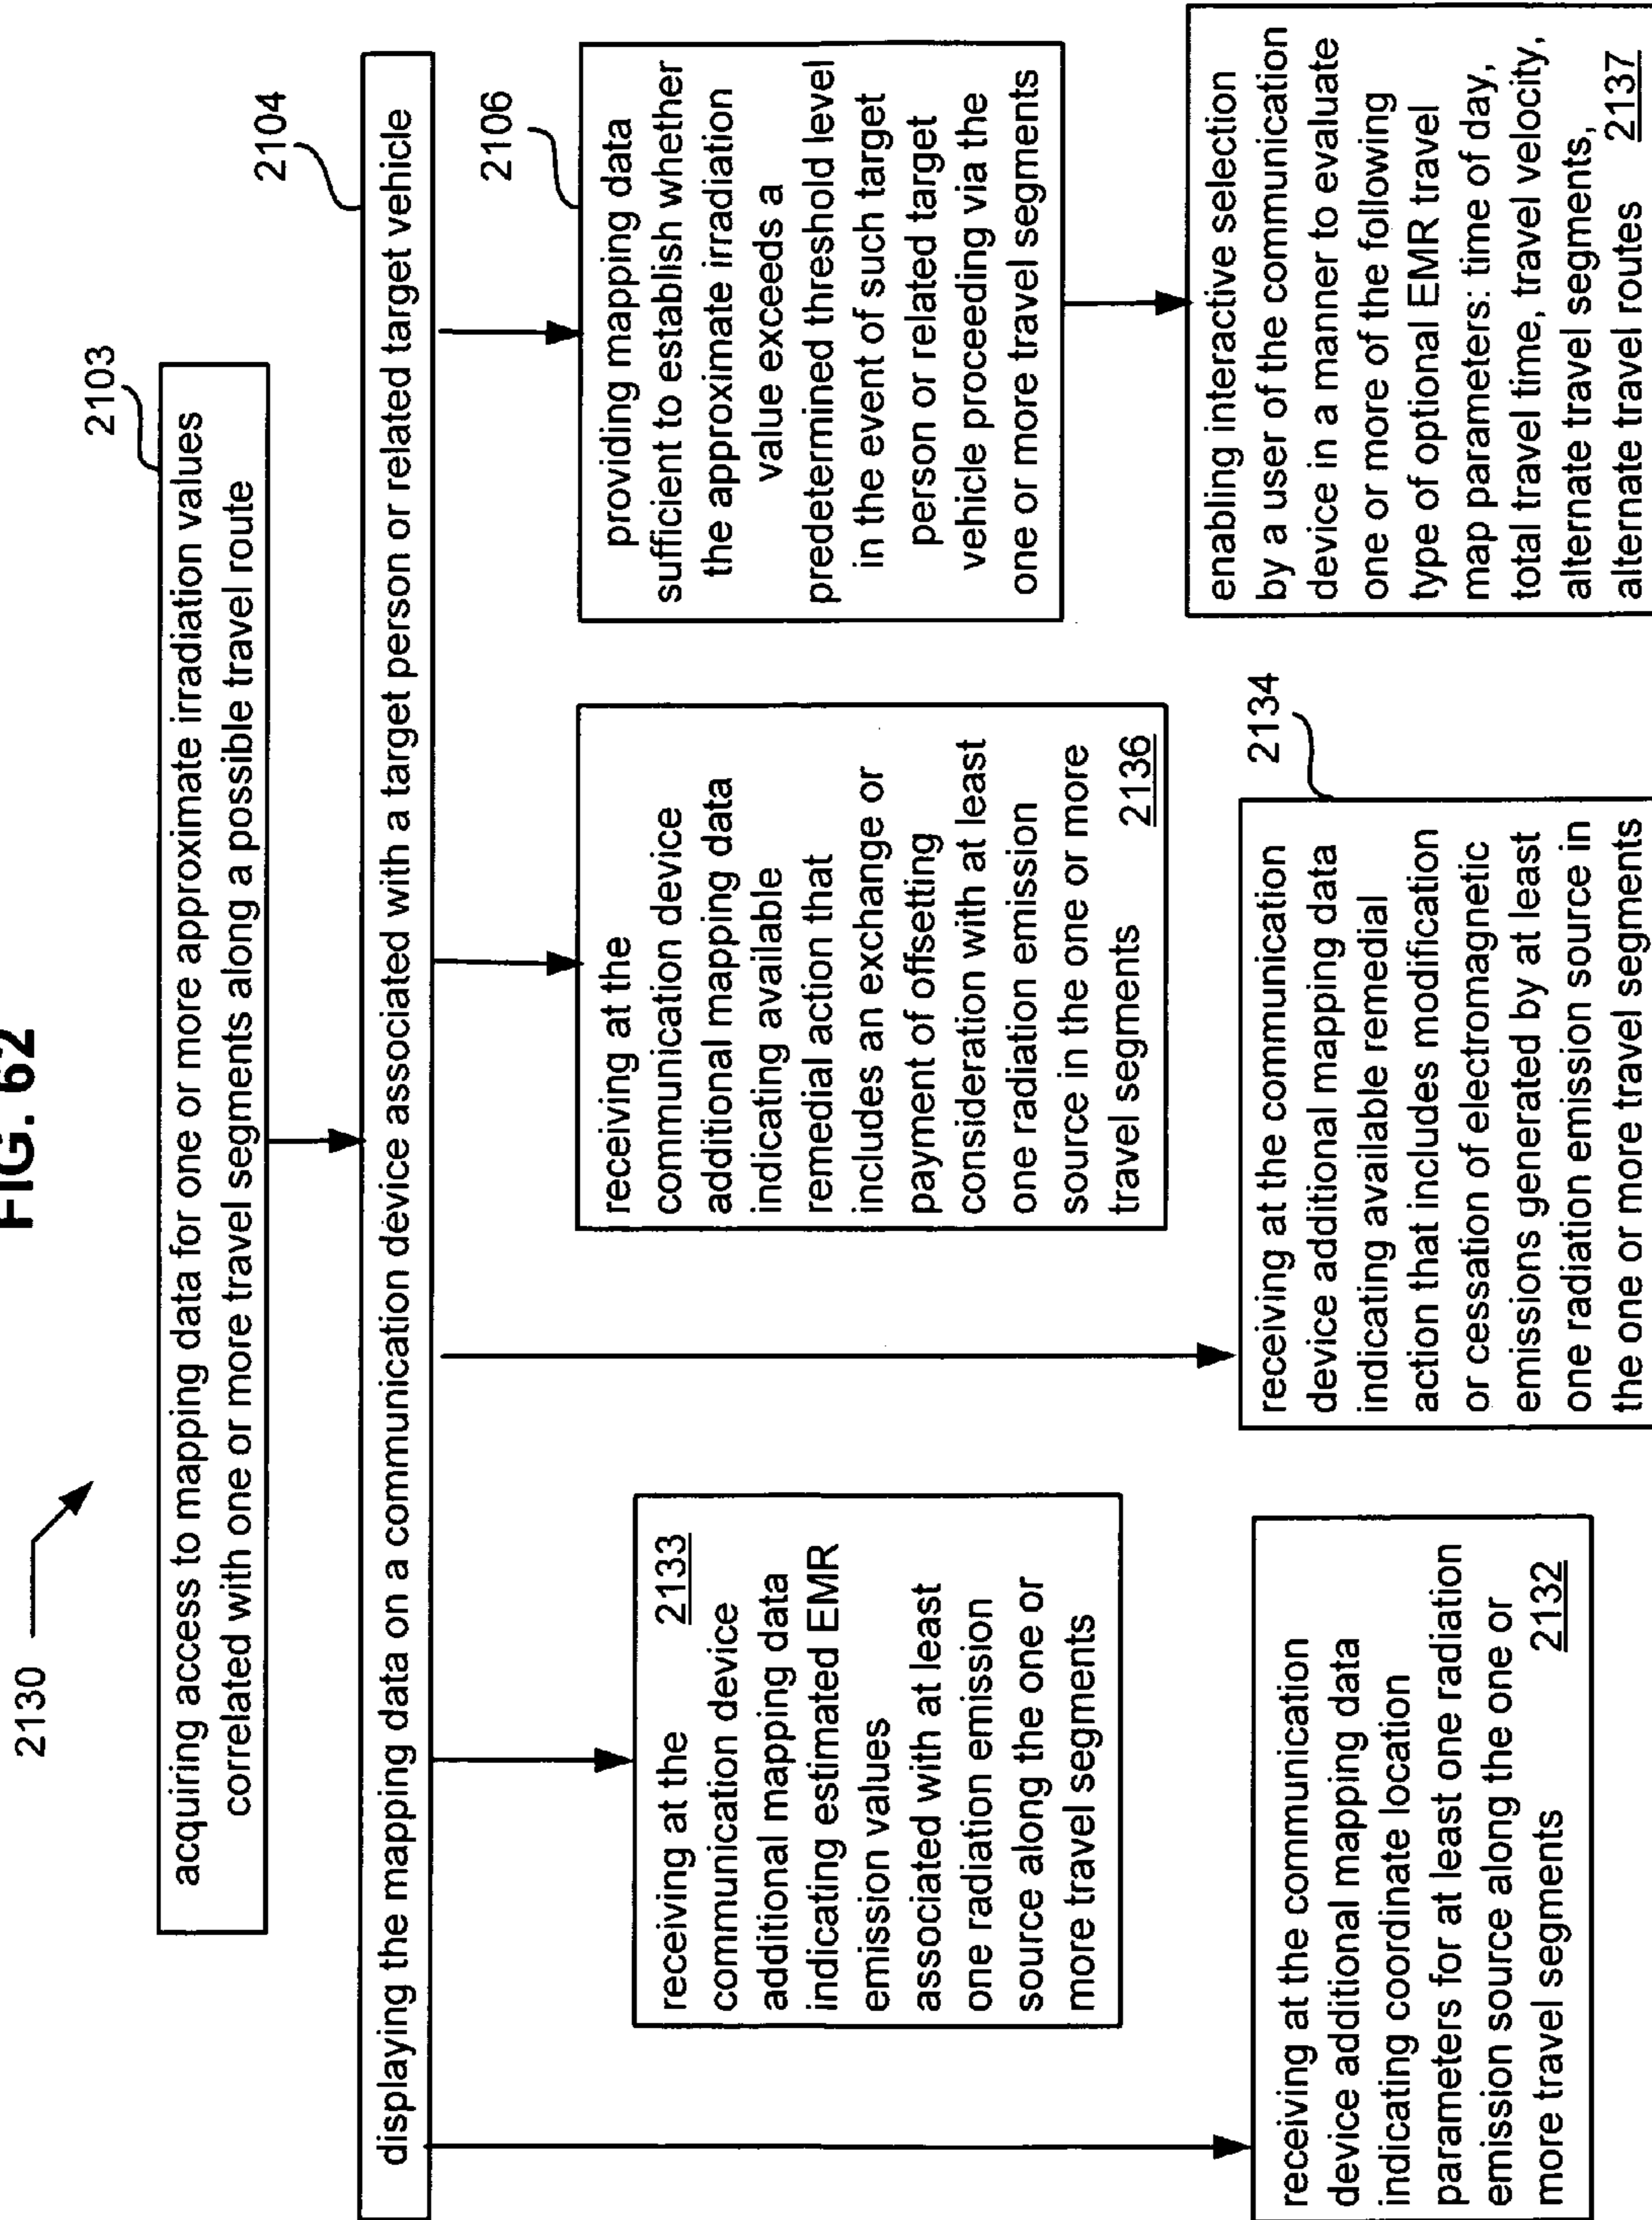 FIG. 62
2130
2103
acquiring access to mapping data for one or more approximate irradiation values
correlated with one or more travel segments along a possible travel route
2104
displaying the mapping data on a communication device associated with a target person or related target vehicle
2133
receiving at the
communication device
additional mapping data
indicating estimated EMR
emission values
associated with at least
one radiation emission
source along the one or
more travel segments
receiving at the
communication device
additional mapping data
indicating available
remedial action that
includes an exchange or
payment of offsetting
consideration with at least
one radiation emission
source in the one or more
travel segments 2136
2106
providing mapping data
sufficient to establish whether
the approximate irradiation
value exceeds a
predetermined threshold level
in the event of such target
person or related target
vehicle proceeding via the
one or more travel segments
receiving at the communication
device additional mapping data
indicating coordinate location
parameters for at least one radiation
emission source along the one or
more travel segments 2132
2134
receiving at the communication
device additional mapping data
indicating available remedial
action that includes modification
or cessation of electromagnetic
emissions generated by at least
one radiation emission source in
the one or more travel segments
enabling interactive selection
by a user of the communication
device in a manner to evaluate
one or more of the following
type of optional EMR travel
map parameters: time of day,
total travel time, travel velocity,
alternate travel segments,
alternate travel routes 2137